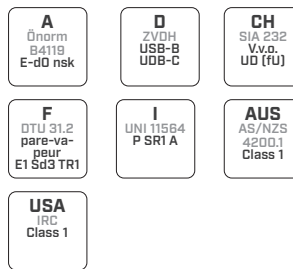 A
Önorm
B4119
E-d0 nsk
D
ZVDH
USB-B
UDB-C
CH
SIA 232
V.v.o.
UD (fU)
F
DTU 31.2
pare-va-
peur
E1 Sd3 TR1
I
UNI 11564
P SR1 A
AUS
AS/NZS
4200.1
Class 1
USA
IRC
Class 1